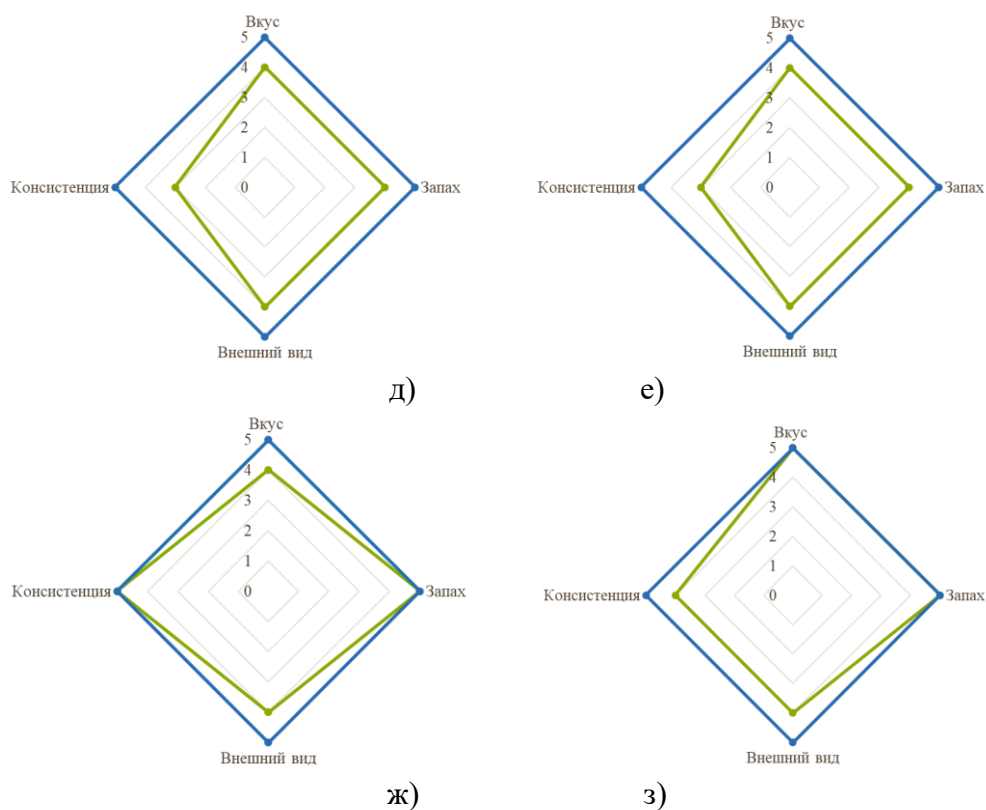 Вкус
5
4
3
2
1
0
Консистенция
Запах
Внешний вид
Вкус
5
4
3
2
1
0
Консистенция
Запах
Внешний вид
д) е)
Вкус
5
4
3
2
1
0
Консистенция
Запах
Внешний вид
Вкус
5
4
3
2
1
0
Консистенция
Запах
Внешний вид
ж) з)